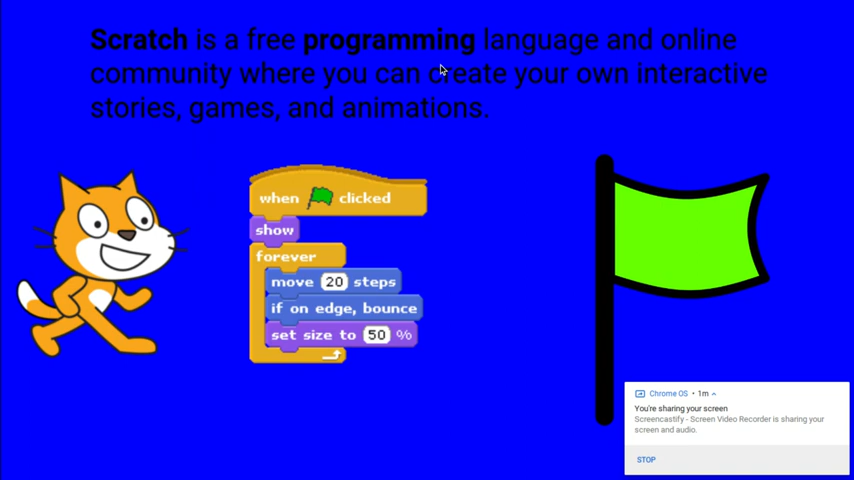 Scratch is a free programming language and online
community where you can create your own interactive
stories, games, and animations.
when clicked
show
forever
move 20 steps
if on edge, bounce
set size to 50 %
Chrome OS • 1m
You're sharing your screen
Screencastify - Screen Video Recorder is sharing your
screen and audio.
STOP